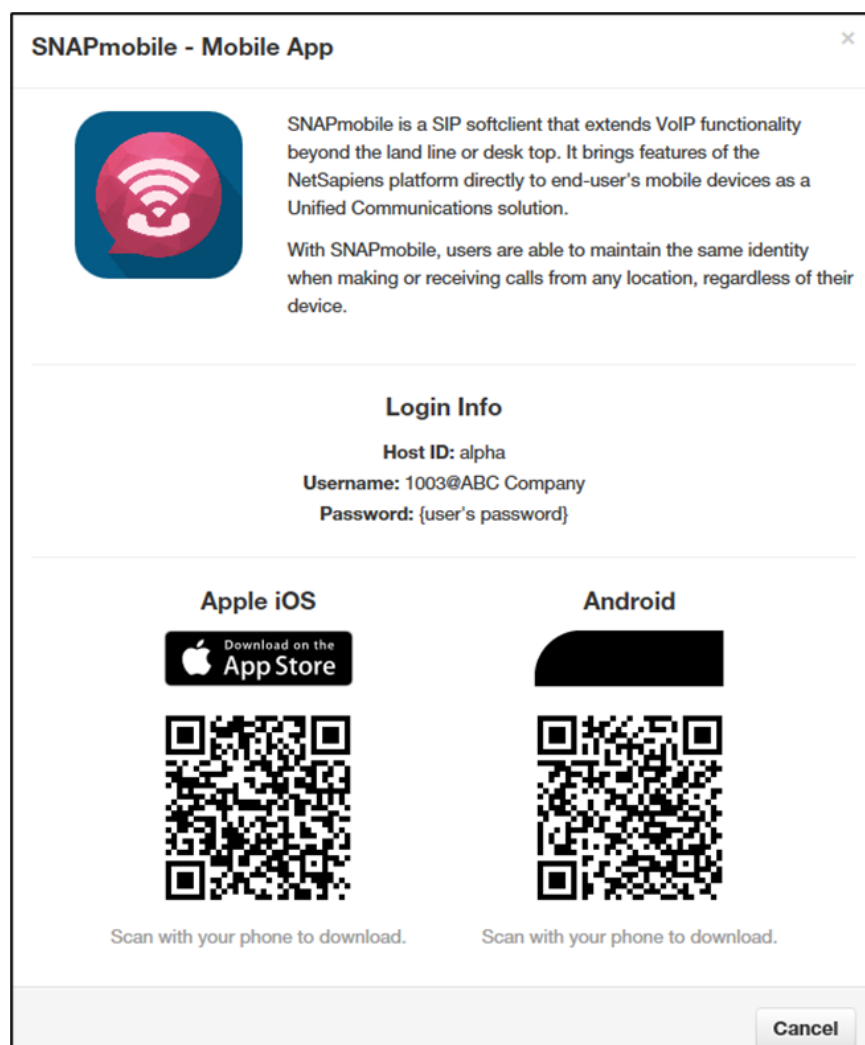 SNAPmobile - Mobile App
×
SNAPmobile is a SIP softclient that extends VoIP functionality
beyond the land line or desk top. It brings features of the
NetSapiens platform directly to end-user's mobile devices as a
Unified Communications solution.
With SNAPmobile, users are able to maintain the same identity
when making or receiving calls from any location, regardless of their
device.
Login Info
Host ID: alpha
Username: 1003@ABC Company
Password: {user's password}
Apple iOS
Android
Download on the
App Store
Scan with your phone to download.
Scan with your phone to download.
Cancel